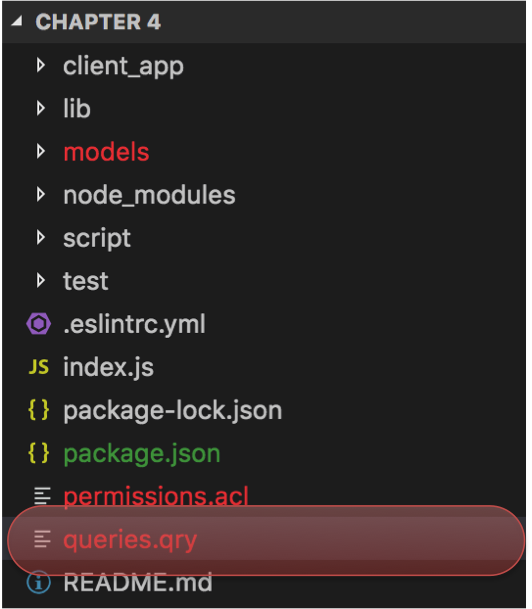 CHAPTER 4
client_app
lib
models
node_modules
script
test
.eslintrc.yml
JS index.js
{} package-lock.json
{} package.json
permissions.acl
queries.qry
i README.md